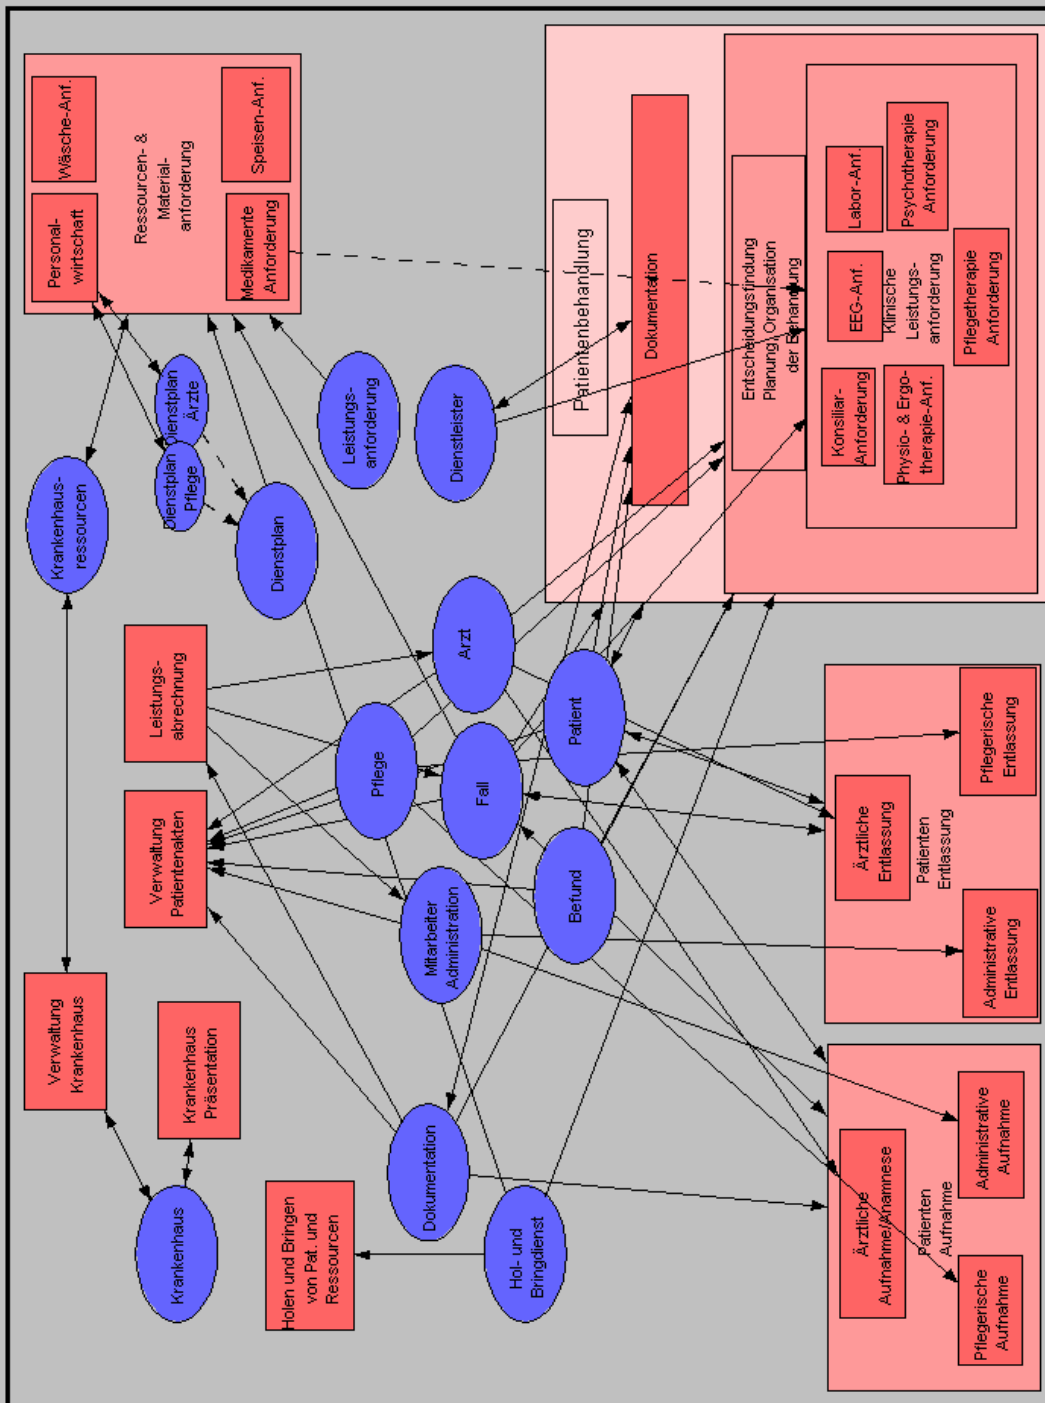 Krankenhaus
Verwaltung
Krankenhaus
Krankenhaus
Präsentation
Holen und Bringen
von Pat. und
Ressourcen
Verwaltung
Patientenakten
Leistungs-
abrechnung
Krankenhaus-
ressourcen
Personal-
wirtschaft
Wäsche-Anf.
Ressourcen- &
Material-
anforderung
Medikamente
Anforderung
Speisen-Anf.
Dienstplan
Ärzte
Dienstplan
Pflege
Dienstplan
Leistungs-
anforderung
Dienstleister
Dokumentation
Hol- und
Bringdienst
Mitarbeiter
Administration
Pflege
Fall
Arzt
Befund
Patient
Patientenbehandlung
Dokumentation
Entscheidungsfindung
Planung, Organisation
der Behandlung
Konsiliar-
Anforderung
EEG-Anf.
Labor-Anf.
Klinische
Leistungs-
anforderung
Physio- & Ergo-
therapie-Anf.
Psychotherapie
Anforderung
Pflegetherapie
Anforderung
Ärztliche
Aufnahme/Anamnese
Patienten
Aufnahme
Pflegerische
Aufnahme
Administrative
Aufnahme
Ärztliche
Entlassung
Patienten
Entlassung
Administrative
Entlassung
Pflegerische
Entlassung